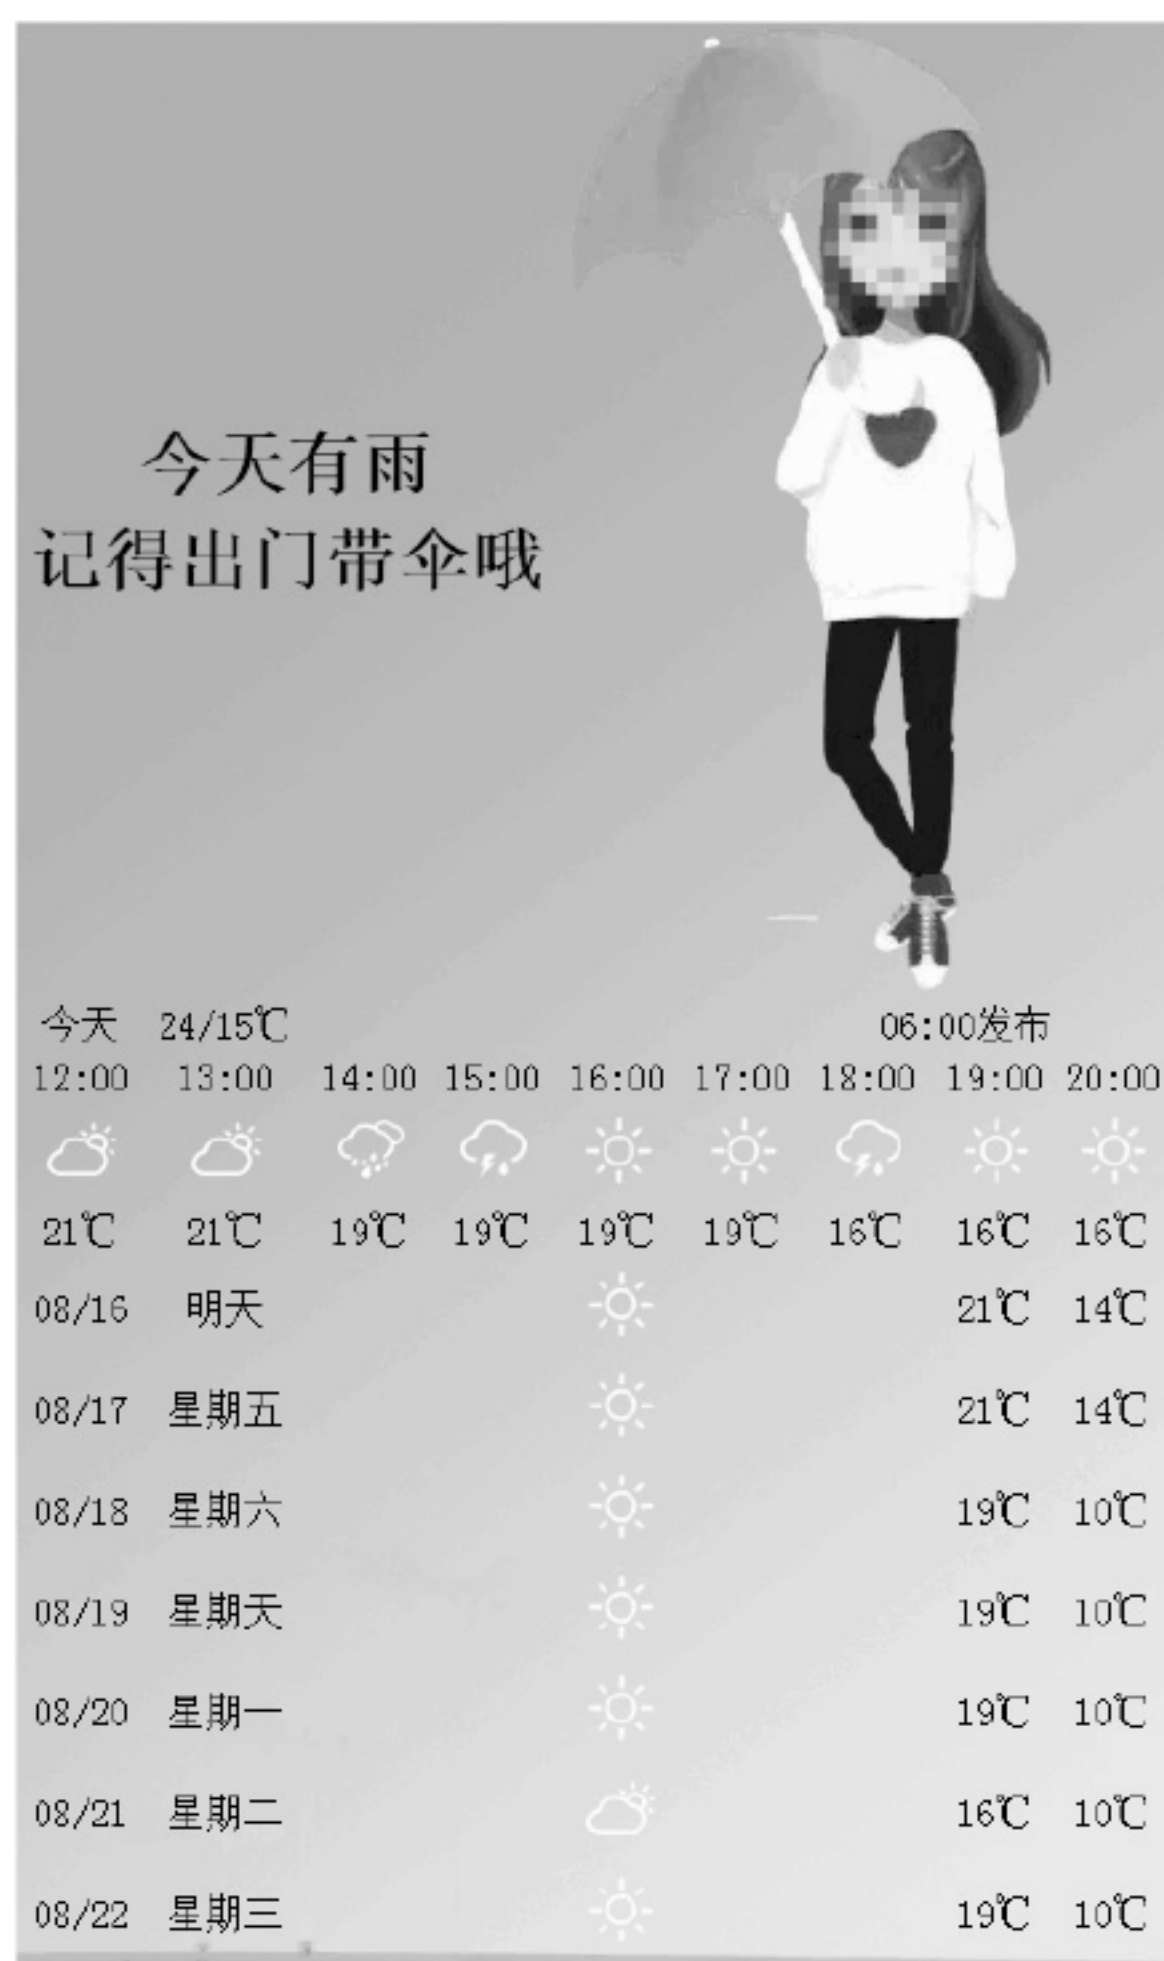 今天有雨
记得出门带伞哦
今天 24/15℃ 06:00发布
12:00 13:00 14:00 15:00 16:00 17:00 18:00 19:00 20:00
21℃ 21℃ 19℃ 19℃ 19℃ 19℃ 16℃ 16℃ 16℃
08/16 明天 21℃ 14℃
08/17 星期五 21℃ 14℃
08/18 星期六 19℃ 10℃
08/19 星期天 19℃ 10℃
08/20 星期一 19℃ 10℃
08/21 星期二 16℃ 10℃
08/22 星期三 19℃ 10℃